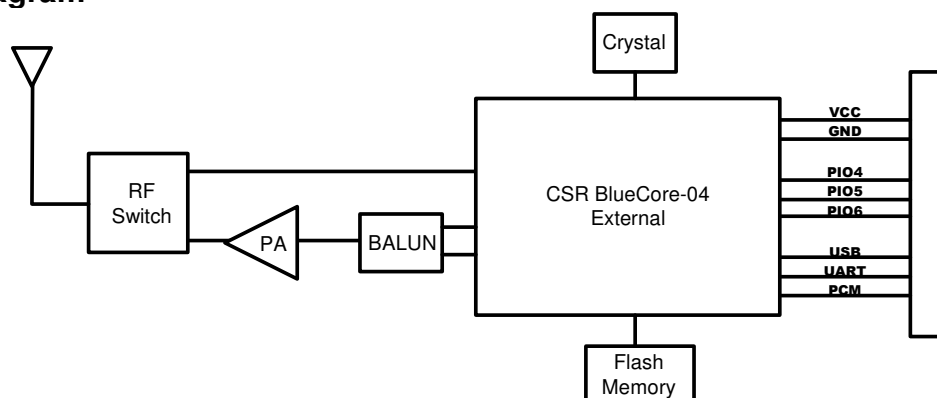 Crystal
VCC
GND
RF
Switch
PA
BALUN
CSR BlueCore-04
External
PIO4
PIO5
PIO6
USB
UART
PCM
Flash
Memory